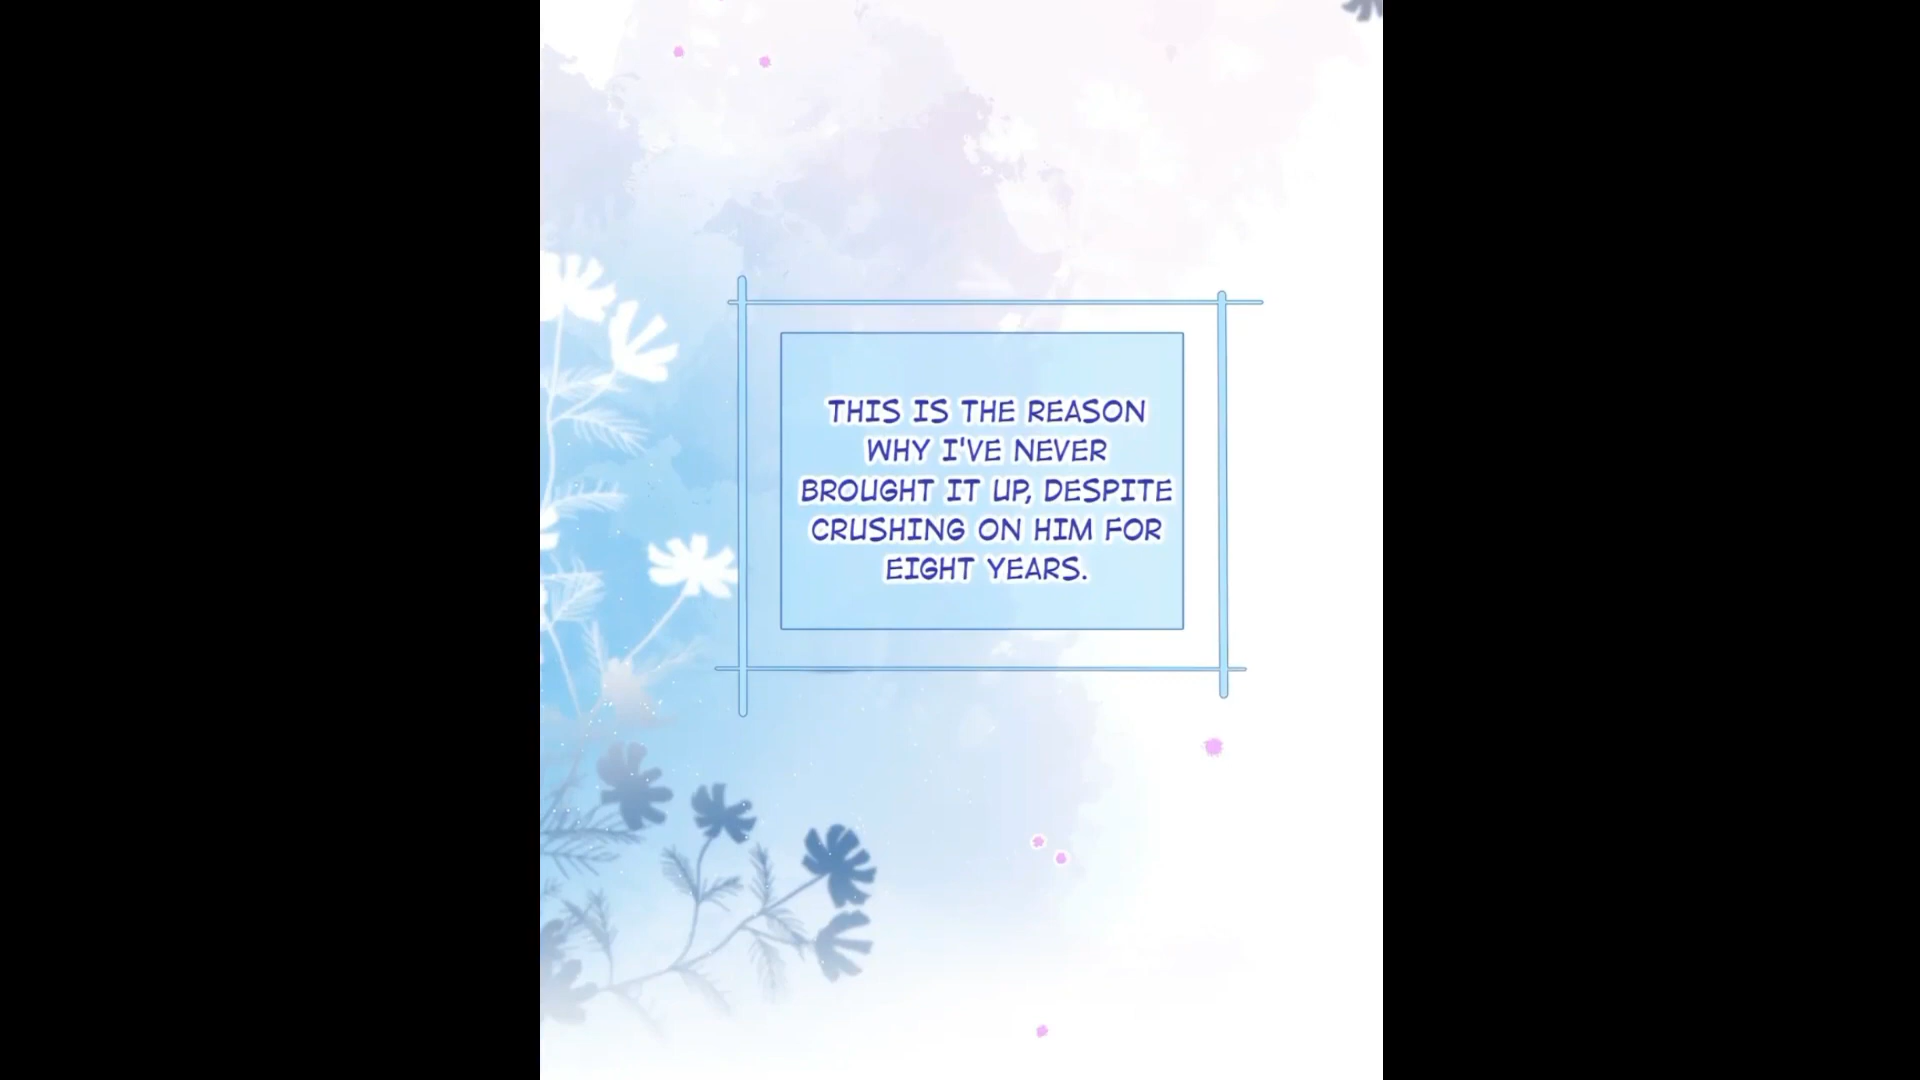 THIS IS THE REASON
WHY I'VE NEVER
BROUGHT IT UP, DESPITE
CRUSHING ON HIM FOR
EIGHT YEARS.